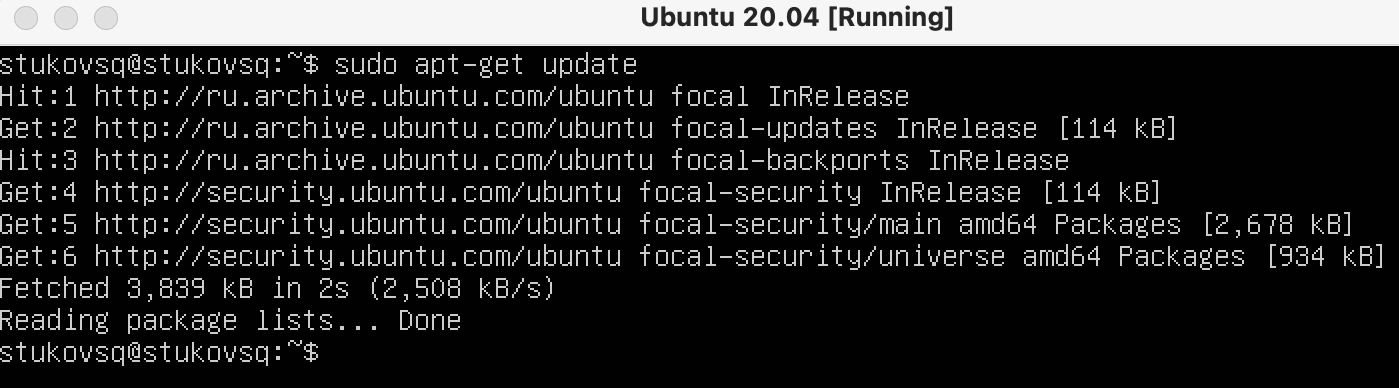 Ubuntu 20.04 [Running]
stukovsq@stukovsq:~$ sudo apt-get update
Hit:1 http://ru.archive.ubuntu.com/ubuntu focal InRelease
Get:2 http://ru.archive.ubuntu.com/ubuntu focal-updates InRelease [114 kB]
Hit:3 http://ru.archive.ubuntu.com/ubuntu focal-backports InRelease
Get:4 http://security.ubuntu.com/ubuntu focal-security InRelease [114 kB]
Get:5 http://security.ubuntu.com/ubuntu focal-security/main amd64 Packages [2,678 kB]
Get:6 http://security.ubuntu.com/ubuntu focal-security/universe amd64 Packages [934 kB]
Fetched 3,839 kB in 2s (2,508 kB/s)
Reading package lists... Done
stukovsq@stukovsq:~$